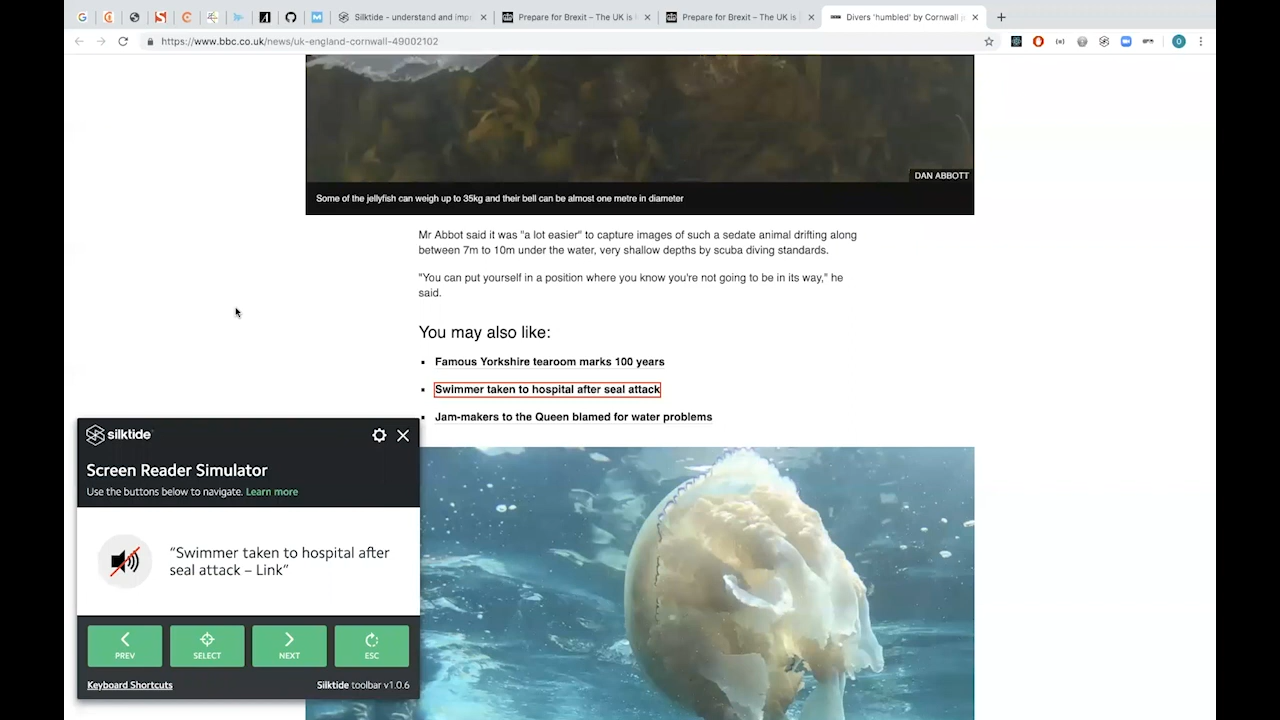 Silktide - understand and imp
Prepare for Brexit – The UK is
Prepare for Brexit – The UK is
Divers 'humbled' by Cornwall
https://www.bbc.co.uk/news/uk-england-cornwall-49002102
DAN ABBOTT
Some of the jellyfish can weigh up to 35kg and their bell can be almost one metre in diameter
Mr Abbot said it was "a lot easier" to capture images of such a sedate animal drifting along
between 7m to 10m under the water, very shallow depths by scuba diving standards.
"You can put yourself in a position where you know you're not going to be in its way," he
said.
You may also like:
Famous Yorkshire tearoom marks 100 years
Swimmer taken to hospital after seal attack
Jam-makers to the Queen blamed for water problems
silktide
Screen Reader Simulator
Use the buttons below to navigate. Learn more
“Swimmer taken to hospital after
seal attack – Link”
PREV
SELECT
NEXT
ESC
Keyboard Shortcuts
Silktide toolbar v1.0.6